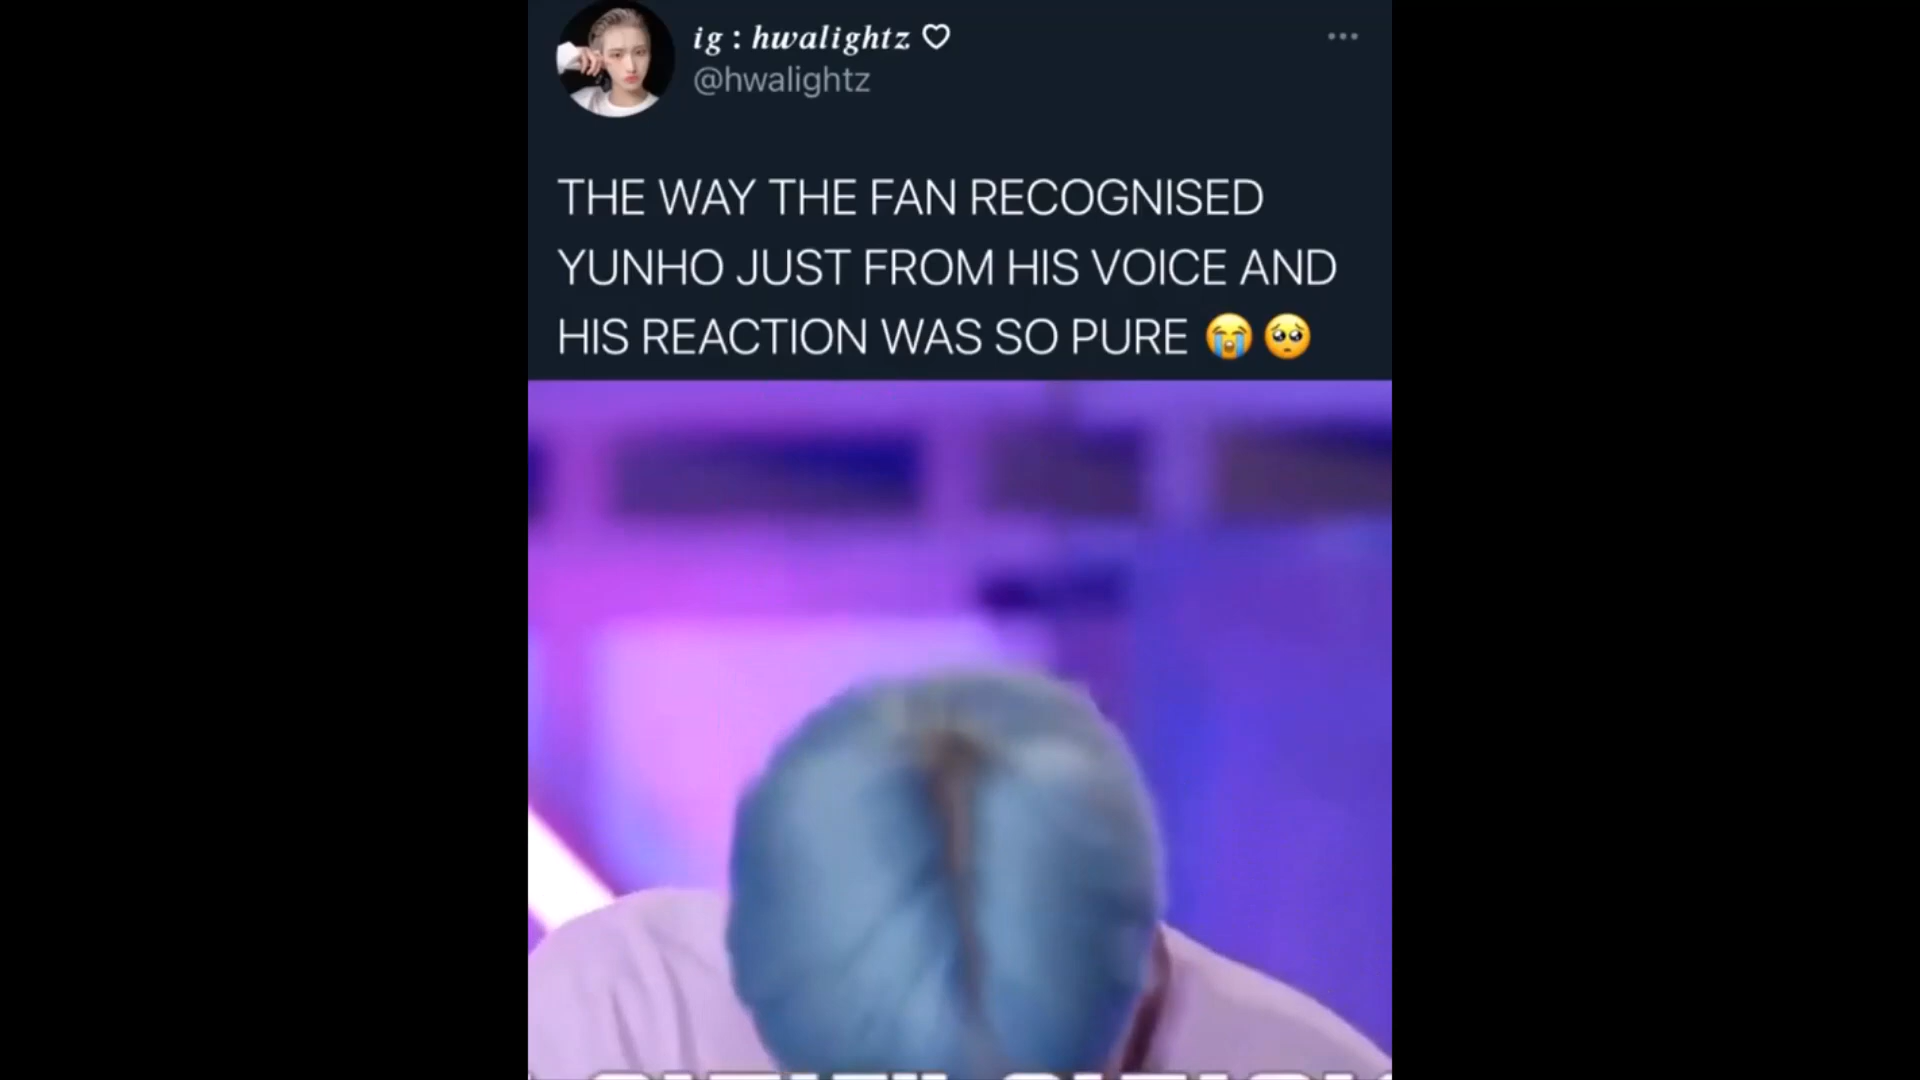 ig : hwalightz ♡
@hwalightz
THE WAY THE FAN RECOGNISED
YUNHO JUST FROM HIS VOICE AND
HIS REACTION WAS SO PURE 😭🥺